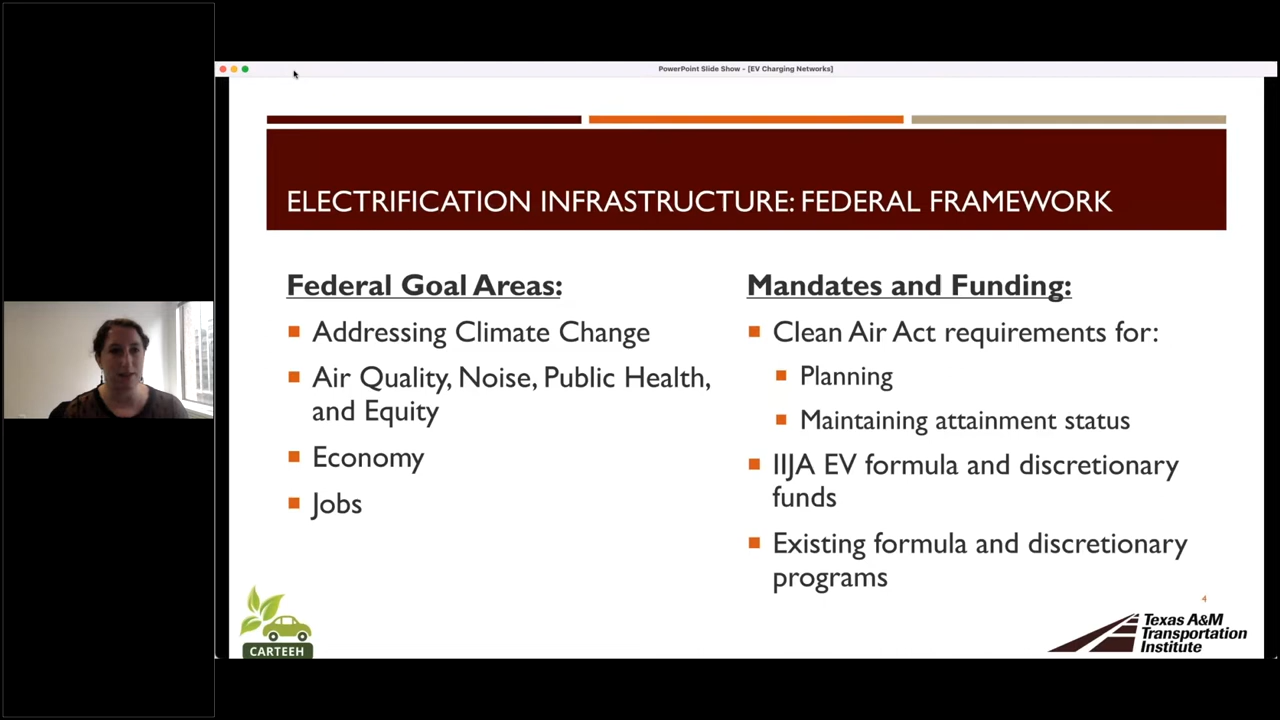 PowerPoint Slide Show - [EV Charging Networks]
ELECTRIFICATION INFRASTRUCTURE: FEDERAL FRAMEWORK
Federal Goal Areas:
Addressing Climate Change
Air Quality, Noise, Public Health,
and Equity
Economy
Jobs
Mandates and Funding:
Clean Air Act requirements for:
Planning
Maintaining attainment status
IIJA EV formula and discretionary
funds
Existing formula and discretionary
programs
4
CARTEEH
Texas A&M
Transportation
Institute